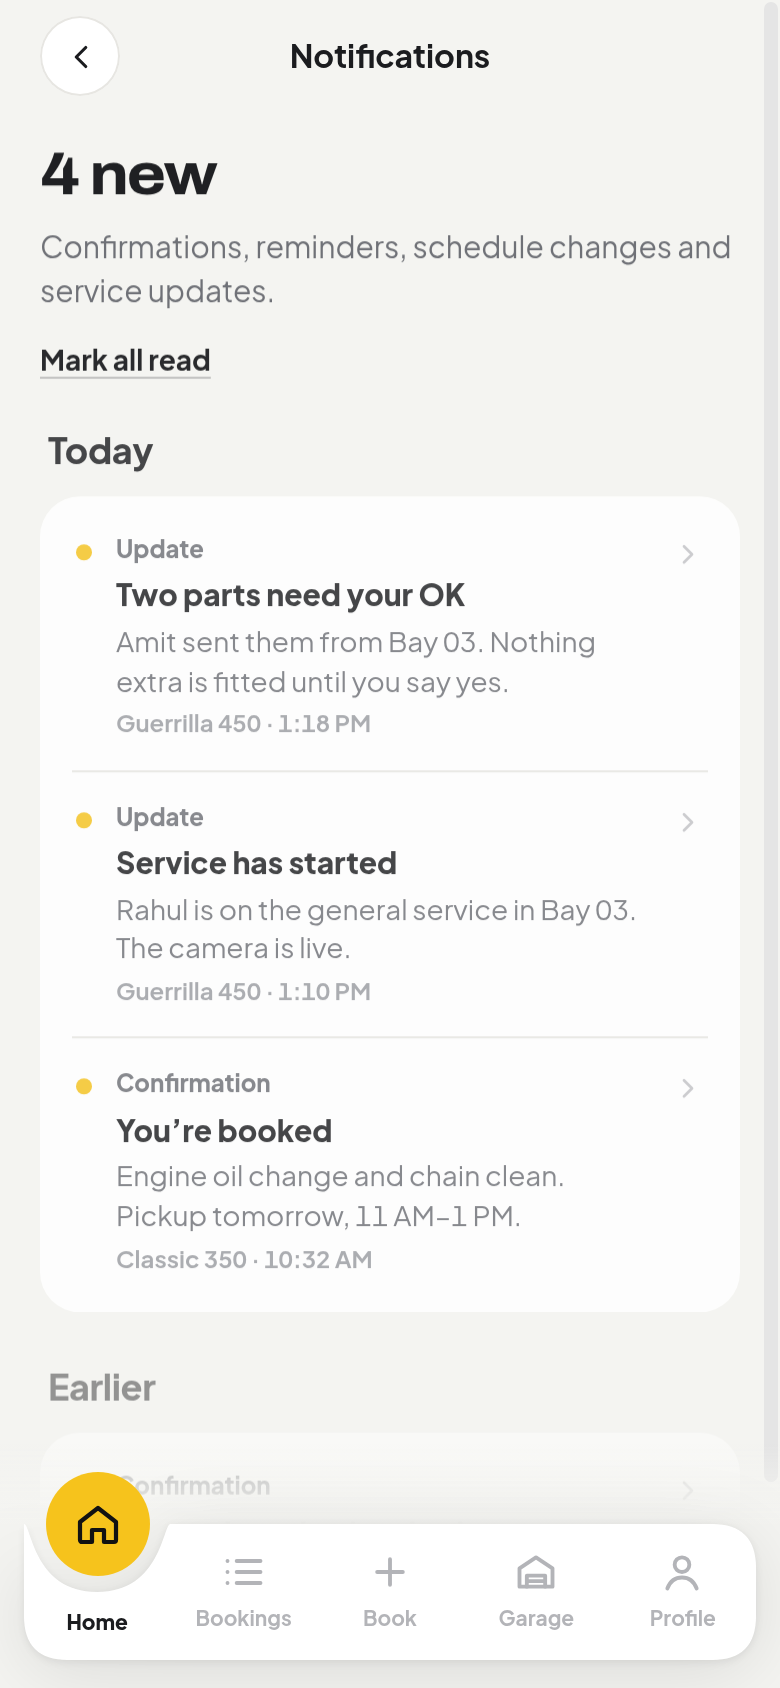 Notifications
4 new
Confirmations, reminders, schedule changes and
service updates.
Mark all read
Today
Update
Two parts need your OK
Amit sent them from Bay 03. Nothing
extra is fitted until you say yes.
Guerrilla 450 · 1:18 PM
Update
Service has started
Rahul is on the general service in Bay 03.
The camera is live.
Guerrilla 450 · 1:10 PM
Confirmation
You’re booked
Engine oil change and chain clean.
Pickup tomorrow, 11 AM–1 PM.
Classic 350 · 10:32 AM
Earlier
Confirmation
Home
Bookings
Book
Garage
Profile